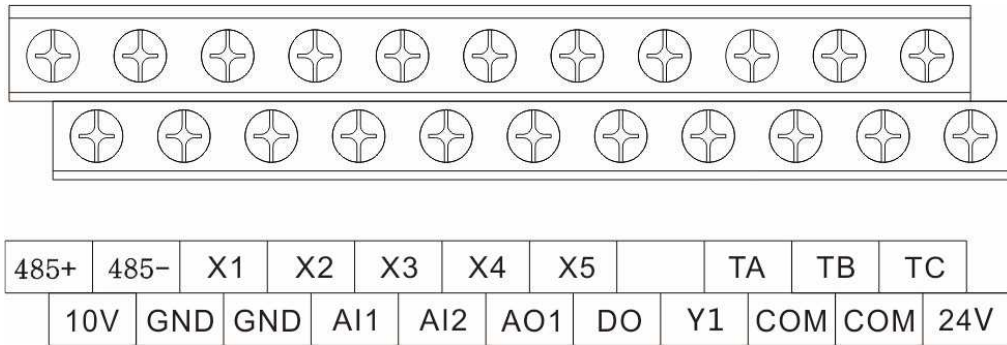 485+ 485- X1 X2 X3 X4 X5 TA TB TC
10V GND GND AI1 AI2 AO1 DO Y1 COM COM 24V